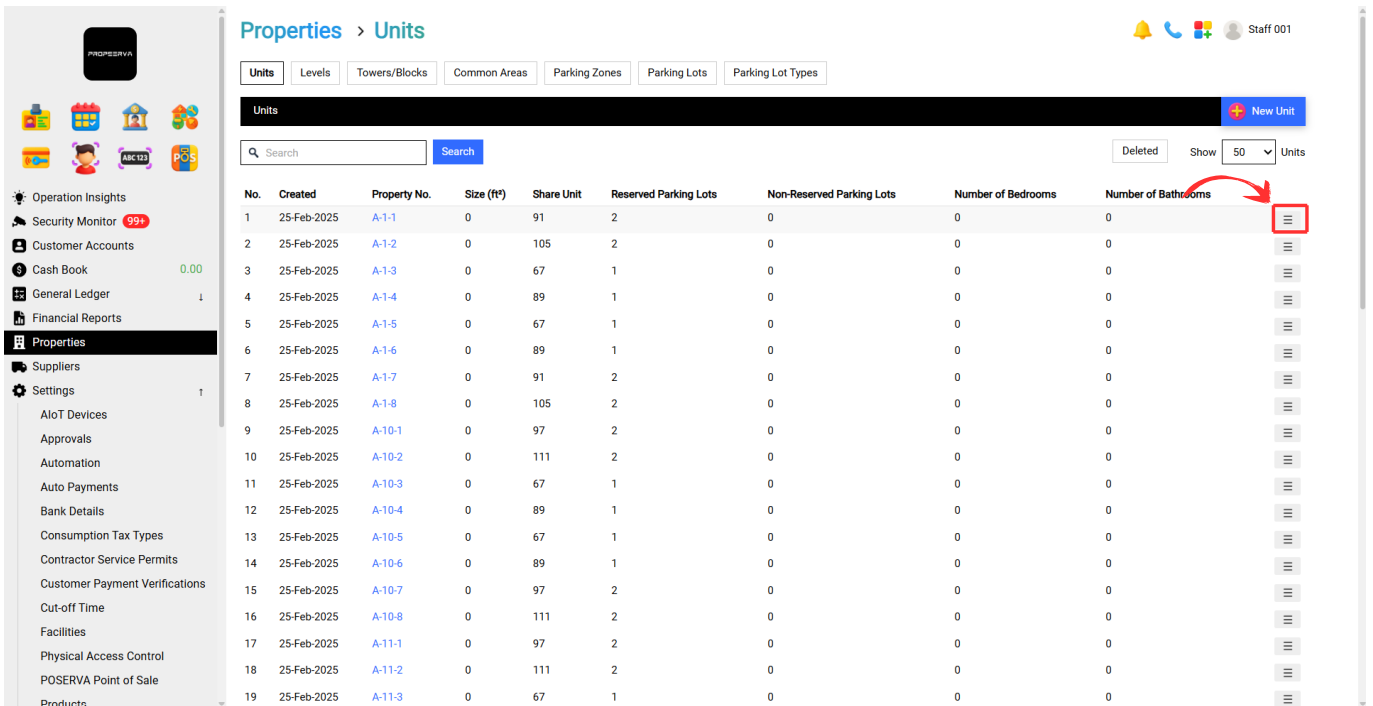 PROPSERVA
ABC 123
POS
Operation Insights
Security Monitor 99+
Customer Accounts
Cash Book 0.00
General Ledger ↓
Financial Reports
Properties
Suppliers
Settings ↑
AIoT Devices
Approvals
Automation
Auto Payments
Bank Details
Consumption Tax Types
Contractor Service Permits
Customer Payment Verifications
Cut-off Time
Facilities
Physical Access Control
POSERVA Point of Sale
Products
Properties > Units
Staff 001
Units Levels Towers/Blocks Common Areas Parking Zones Parking Lots Parking Lot Types
Units New Unit
Search Search Deleted Show 50 Units
No. Created Property No. Size (ft²) Share Unit Reserved Parking Lots Non-Reserved Parking Lots Number of Bedrooms Number of Bathrooms
1 25-Feb-2025 A-1-1 0 91 2 0 0 0
2 25-Feb-2025 A-1-2 0 105 2 0 0 0
3 25-Feb-2025 A-1-3 0 67 1 0 0 0
4 25-Feb-2025 A-1-4 0 89 1 0 0 0
5 25-Feb-2025 A-1-5 0 67 1 0 0 0
6 25-Feb-2025 A-1-6 0 89 1 0 0 0
7 25-Feb-2025 A-1-7 0 91 2 0 0 0
8 25-Feb-2025 A-1-8 0 105 2 0 0 0
9 25-Feb-2025 A-10-1 0 97 2 0 0 0
10 25-Feb-2025 A-10-2 0 111 2 0 0 0
11 25-Feb-2025 A-10-3 0 67 1 0 0 0
12 25-Feb-2025 A-10-4 0 89 1 0 0 0
13 25-Feb-2025 A-10-5 0 67 1 0 0 0
14 25-Feb-2025 A-10-6 0 89 1 0 0 0
15 25-Feb-2025 A-10-7 0 97 2 0 0 0
16 25-Feb-2025 A-10-8 0 111 2 0 0 0
17 25-Feb-2025 A-11-1 0 97 2 0 0 0
18 25-Feb-2025 A-11-2 0 111 2 0 0 0
19 25-Feb-2025 A-11-3 0 67 1 0 0 0